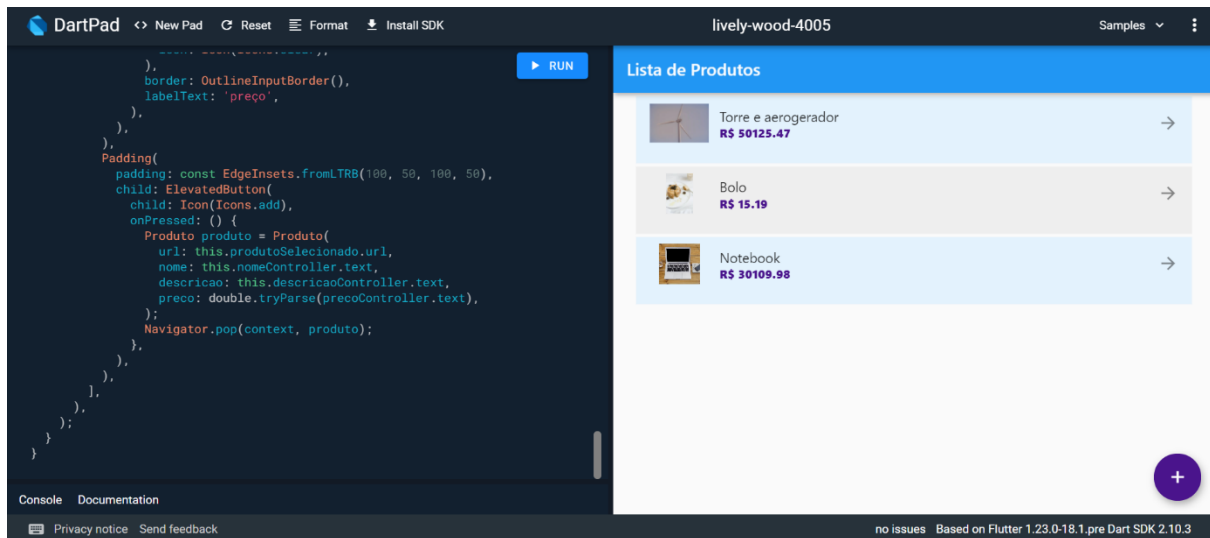 DartPad <> New Pad Reset Format Install SDK lively-wood-4005 Samples
),
border: OutlineInputBorder(),
labelText: 'preço',
),
),
),
Padding(
padding: const EdgeInsets.fromLTRB(100, 50, 100, 50),
child: ElevatedButton(
child: Icon(Icons.add),
onPressed: () {
Produto produto = Produto(
url: this.produtoSelecionado.url,
nome: this.nomeController.text,
descricao: this.descricaoController.text,
preco: double.tryParse(precoController.text),
);
Navigator.pop(context, produto);
},
),
),
],
),
);
}
}
RUN
Console Documentation
Lista de Produtos
Torre e aerogerador
R$ 50125.47
Bolo
R$ 15.19
Notebook
R$ 30109.98
+
Privacy notice Send feedback no issues Based on Flutter 1.23.0-18.1.pre Dart SDK 2.10.3